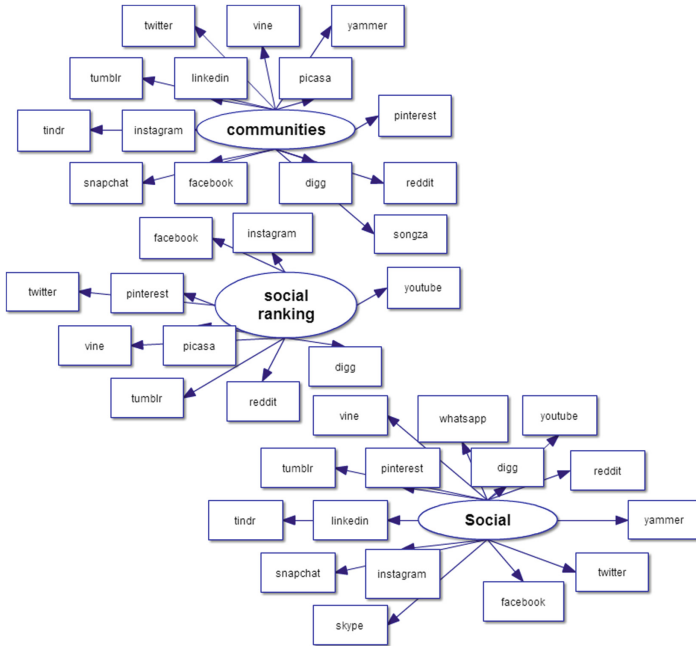 twitter
vine
yammer
tumblr
linkedin
picasa
tindr
instagram
communities
pinterest
snapchat
facebook
digg
reddit
songza
facebook
instagram
twitter
pinterest
social
ranking
youtube
vine
picasa
digg
tumblr
reddit
vine
whatsapp
youtube
tumblr
pinterest
digg
reddit
tindr
linkedin
Social
yammer
snapchat
instagram
twitter
facebook
skype